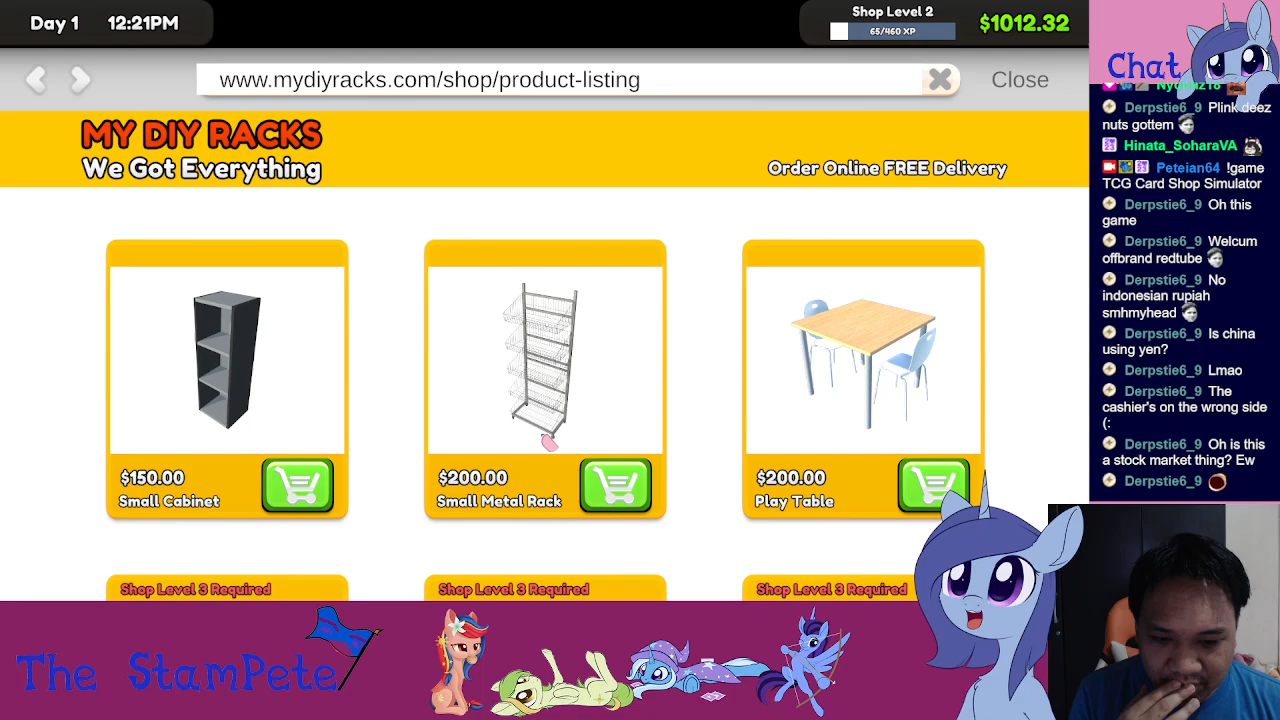 Day 1 12:21PM
Shop Level 2
65/460 XP
$1012.32
www.mydiyracks.com/shop/product-listing
Close
MY DIY RACKS
We Got Everything
Order Online FREE Delivery
$150.00
Small Cabinet
$200.00
Small Metal Rack
$200.00
Play Table
Shop Level 3 Required
Shop Level 3 Required
Shop Level 3 Required
The StamPete
Chat
Derpstie6_9 Plink deez
nuts gottem
Hinata_SoharaVA
Peteian64 !game
TCG Card Shop Simulator
Derpstie6_9 Oh this
game
Derpstie6_9 Welcum
offbrand redtube
Derpstie6_9 No
indonesian rupiah
smhmyhead
Derpstie6_9 Is china
using yen?
Derpstie6_9 Lmao
Derpstie6_9 The
cashier's on the wrong side
(:
Derpstie6_9 Oh is this
a stock market thing? Ew
Derpstie6_9